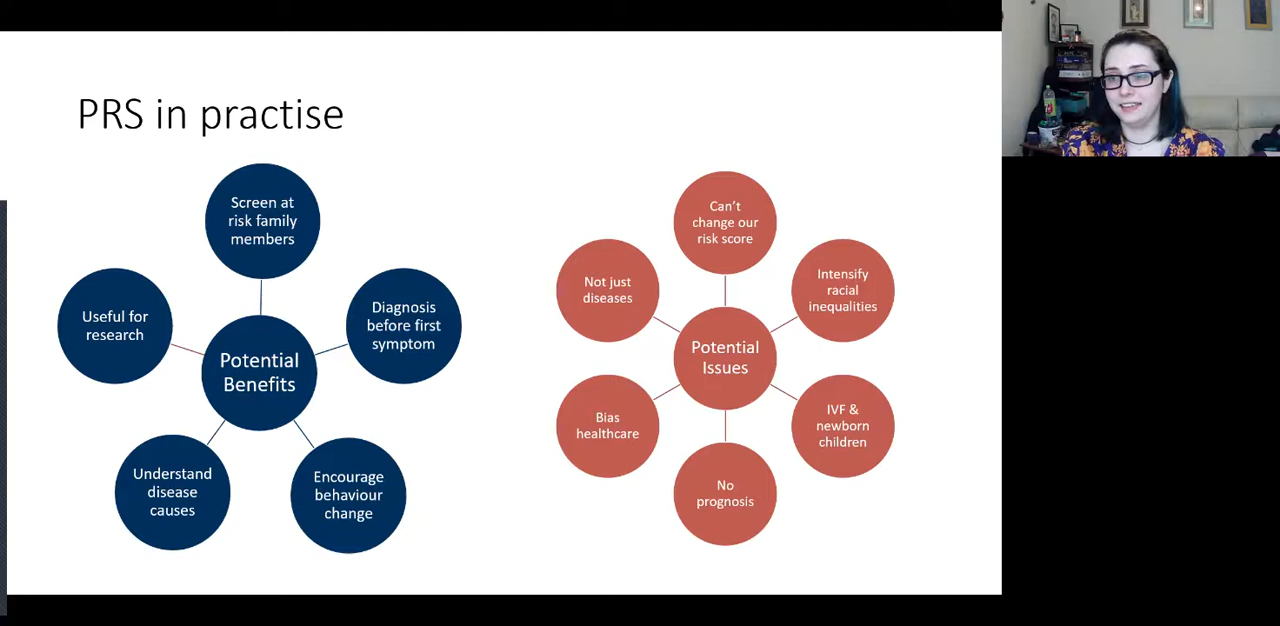 PRS in practise
Screen at
risk family
members
Useful for
research
Diagnosis
before first
symptom
Potential
Benefits
Understand
disease
causes
Encourage
behaviour
change
Can't
change our
risk score
Not just
diseases
Intensify
racial
inequalities
Potential
Issues
Bias
healthcare
IVF &
newborn
children
No
prognosis